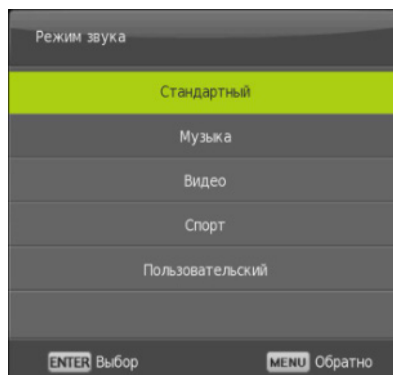 Режим звука
Стандартный
Музыка
Видео
Спорт
Пользовательский
ENTER Выбор MENU Обратно